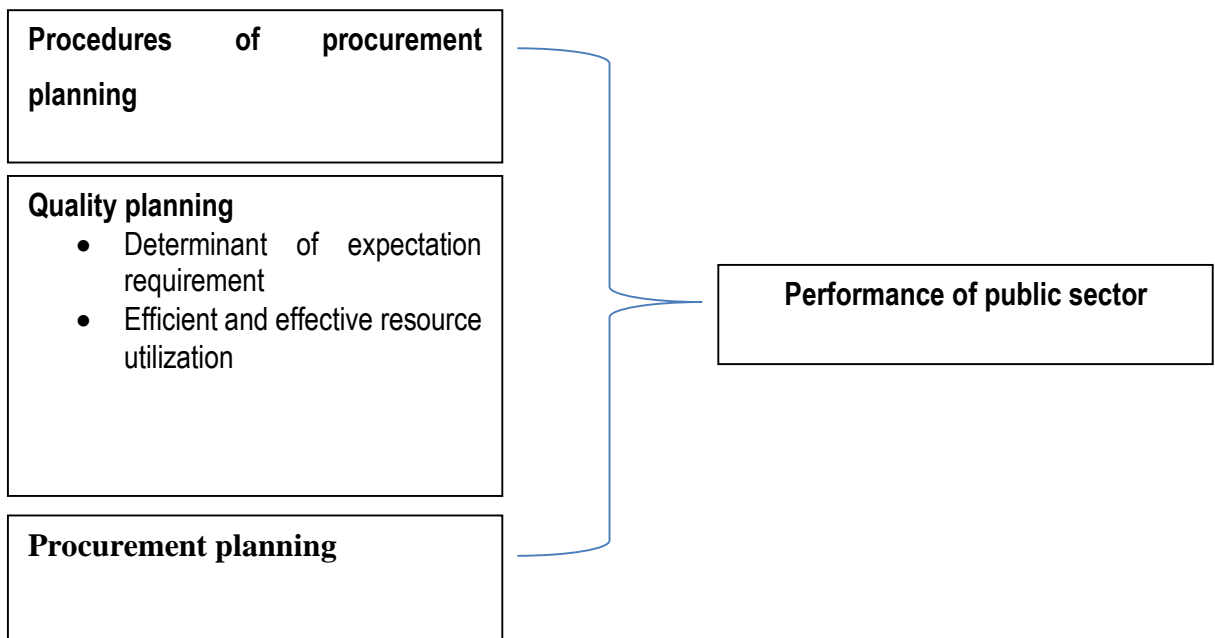 Procedures of procurement
planning
Quality planning
• Determinant of expectation
requirement
• Efficient and effective resource
utilization
Performance of public sector
Procurement planning